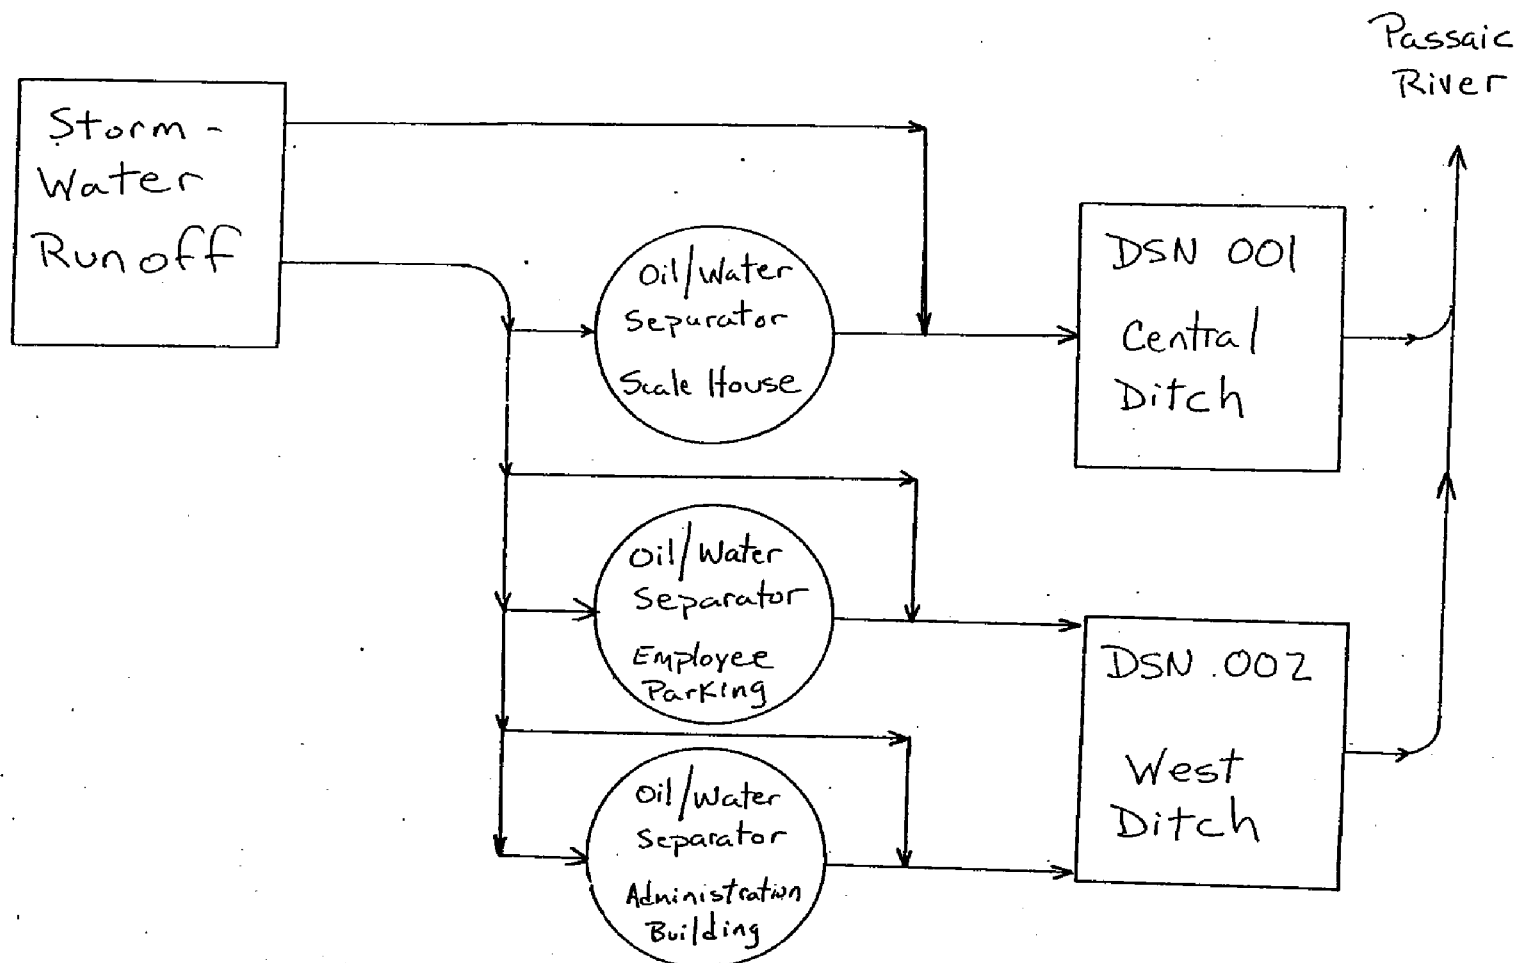 Passaic
River
Storm-
Water
Runoff
Oil/Water
Separator
Scale House
DSN 001
Central
Ditch
Oil/Water
Separator
Employee
Parking
DSN 002
West
Ditch
Oil/Water
Separator
Administration
Building